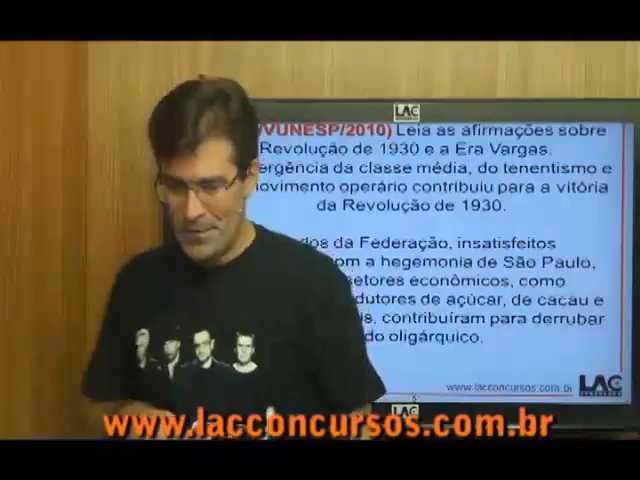 LAC
/VUNESP/2010) Leia as afirmações sobre
Revolução de 1930 e a Era Vargas.
ergência da classe média, do tenentismo e
movimento operário contribuiu para a vitória
da Revolução de 1930.
dos da Federação, insatisfeitos
om a hegemonia de São Paulo,
setores econômicos, como
dutores de açúcar, de cacau e
s, contribuíram para derrubar
do oligárquico.
www.lacconcursos.com.br
LAC
LAC
www.lacconcursos.com.br